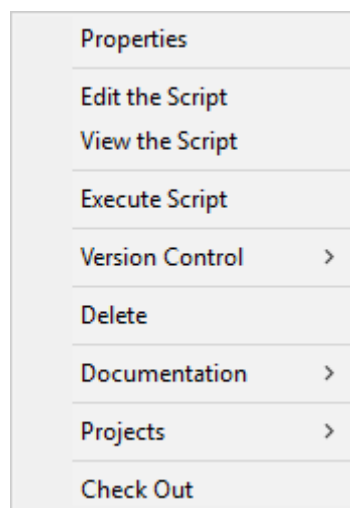 Properties
Edit the Script
View the Script
Execute Script
Version Control
Delete
Documentation
Projects
Check Out